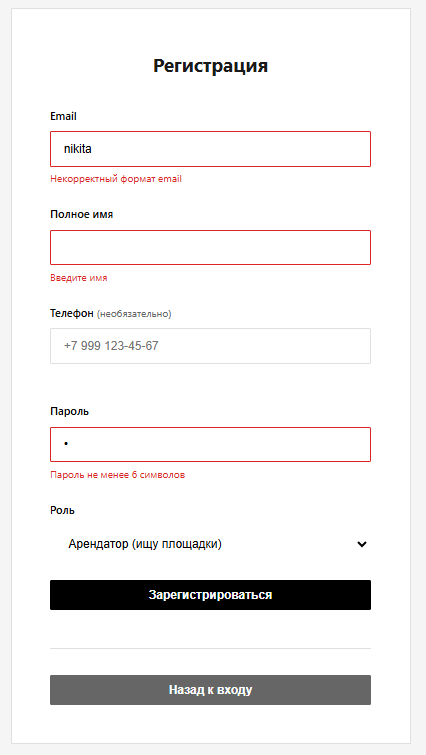 Регистрация
Email
nikita
Некорректный формат email
Полное имя
Введите имя
Телефон (необязательно)
+7 999 123-45-67
Пароль
•
Пароль не менее 6 символов
Роль
Арендатор (ищу площадки)
Зарегистрироваться
Назад к входу